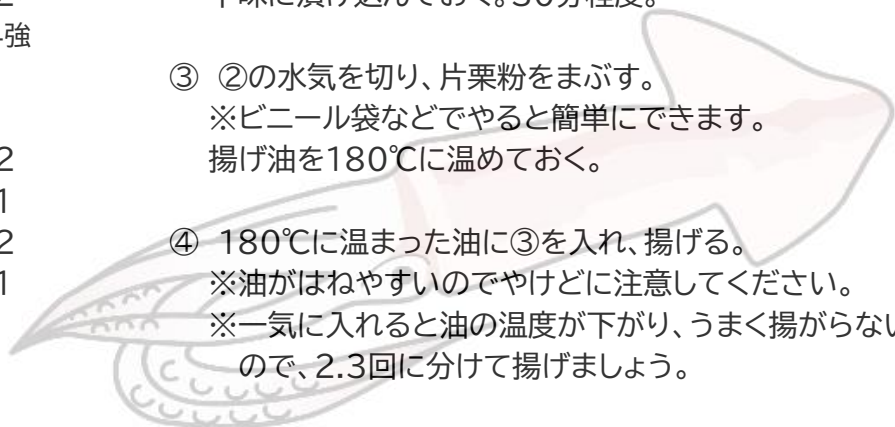 2
下味に漬け込んでおく。30分程度。
強
③ ②の水気を切り、片栗粉をまぶす。
※ビニール袋などでやると簡単にできます。
2
揚げ油を180℃に温めておく。
1
2
④ 180℃に温まった油に③を入れ、揚げる。
1
※油がはねやすいのでやけどに注意してください。
※一気に入れると油の温度が下がり、うまく揚がらない
ので、2.3回に分けて揚げましょう。